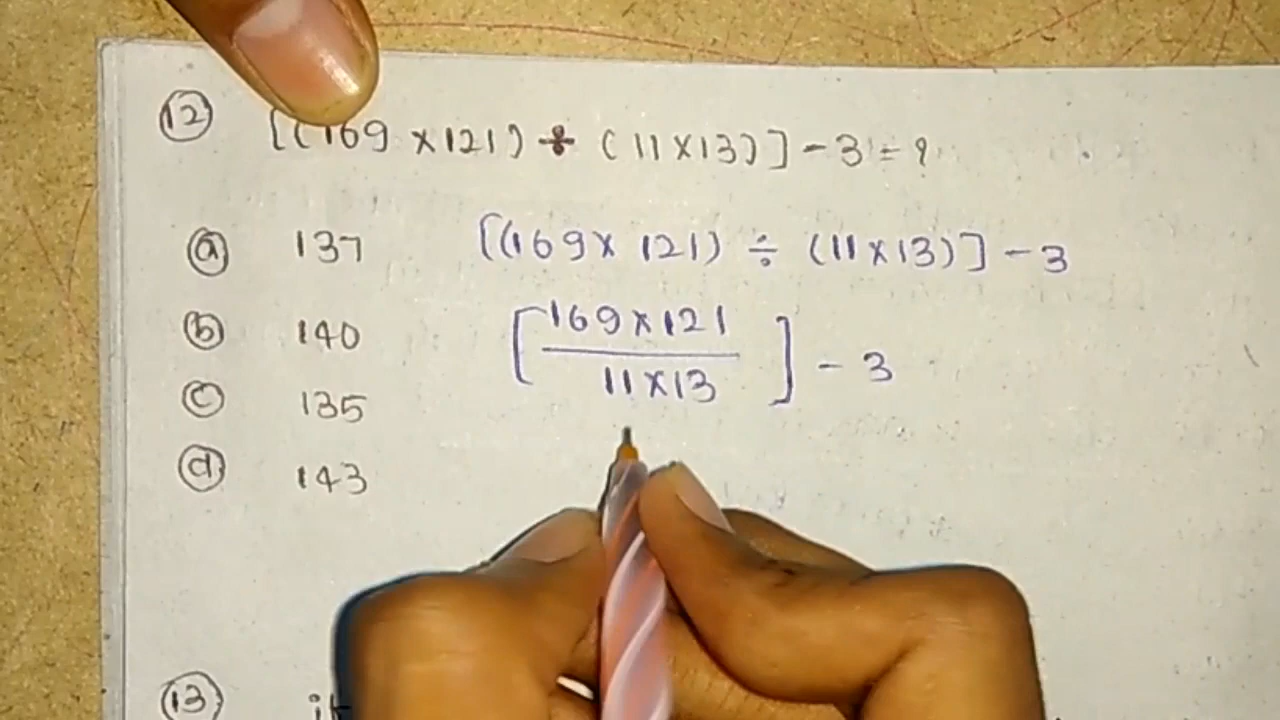 12 [(169 × 121) ÷ (11 × 13)] - 3 = ?
a 137
[(169 × 121) ÷ (11 × 13)] - 3
b 140
[169 × 121 / 11 × 13] - 3
c 135
d 143
13